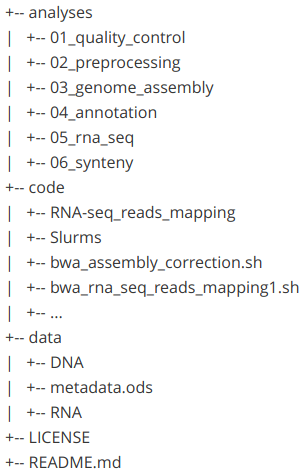 +-- analyses
|   +-- 01_quality_control
|   +-- 02_preprocessing
|   +-- 03_genome_assembly
|   +-- 04_annotation
|   +-- 05_rna_seq
|   +-- 06_synteny
+-- code
|   +-- RNA-seq_reads_mapping
|   +-- Slurms
|   +-- bwa_assembly_correction.sh
|   +-- bwa_rna_seq_reads_mapping1.sh
|   +-- ...
+-- data
|   +-- DNA
|   +-- metadata.ods
|   +-- RNA
+-- LICENSE
+-- README.md